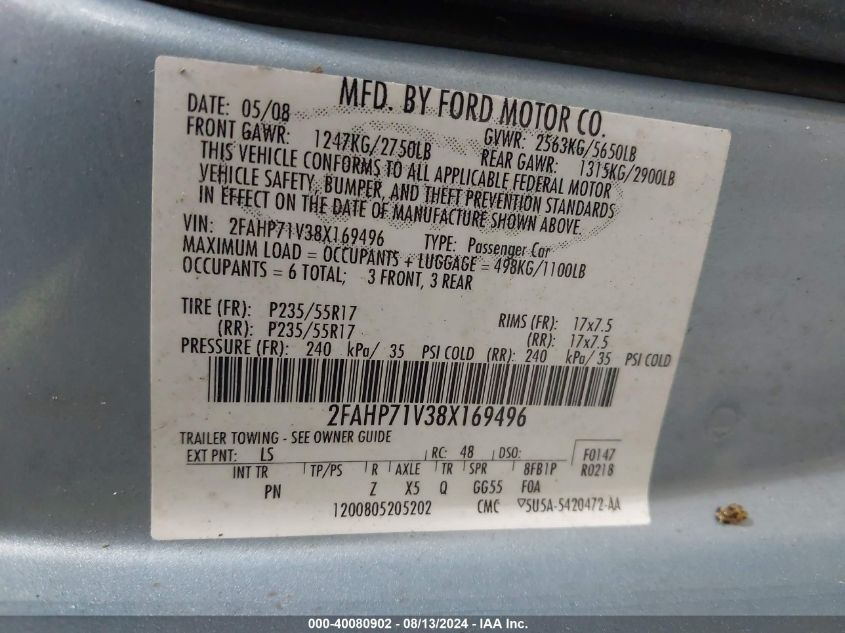 MFD. BY FORD MOTOR CO.
DATE: 05/08 GVWR: 2563KG/5650LB
FRONT GAWR: 1247KG/2750LB REAR GAWR: 1315KG/2900LB
THIS VEHICLE CONFORMS TO ALL APPLICABLE FEDERAL MOTOR
VEHICLE SAFETY, BUMPER, AND THEFT PREVENTION STANDARDS
IN EFFECT ON THE DATE OF MANUFACTURE SHOWN ABOVE.
VIN: 2FAHP71V38X169496 TYPE: Passenger Car
MAXIMUM LOAD = OCCUPANTS + LUGGAGE = 498KG/1100LB
OCCUPANTS = 6 TOTAL; 3 FRONT, 3 REAR
TIRE (FR): P235/55R17 RIMS (FR): 17x7.5
(RR): P235/55R17 (RR): 17x7.5
PRESSURE (FR): 240 kPa/ 35 PSI COLD (RR): 240 kPa/ 35 PSI COLD
2FAHP71V38X169496
TRAILER TOWING - SEE OWNER GUIDE
EXT PNT: LS RC: 48 DSO: F0147
INT TR TP/PS R AXLE TR SPR 8FB1P R0218
PN Z X5 Q GG55 F0A
1200805205202 CMC ▽5U5A-5420472-AA
000-40080902 - 08/13/2024 - IAA Inc.